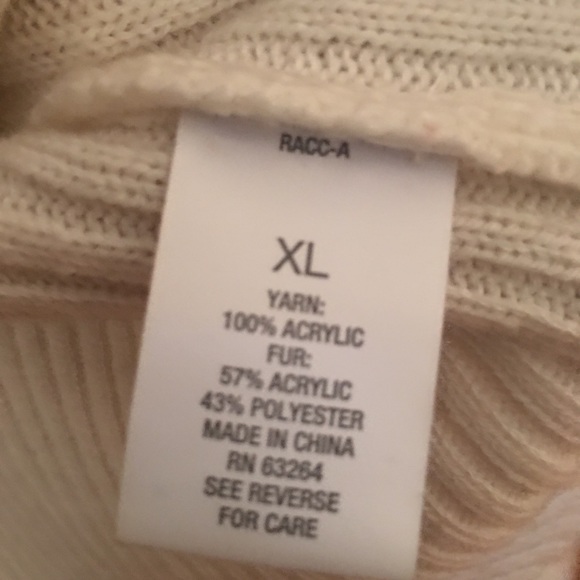 RACC-A
XL
YARN:
100% ACRYLIC
FUR:
57% ACRYLIC
43% POLYESTER
MADE IN CHINA
RN 63264
SEE REVERSE
FOR CARE